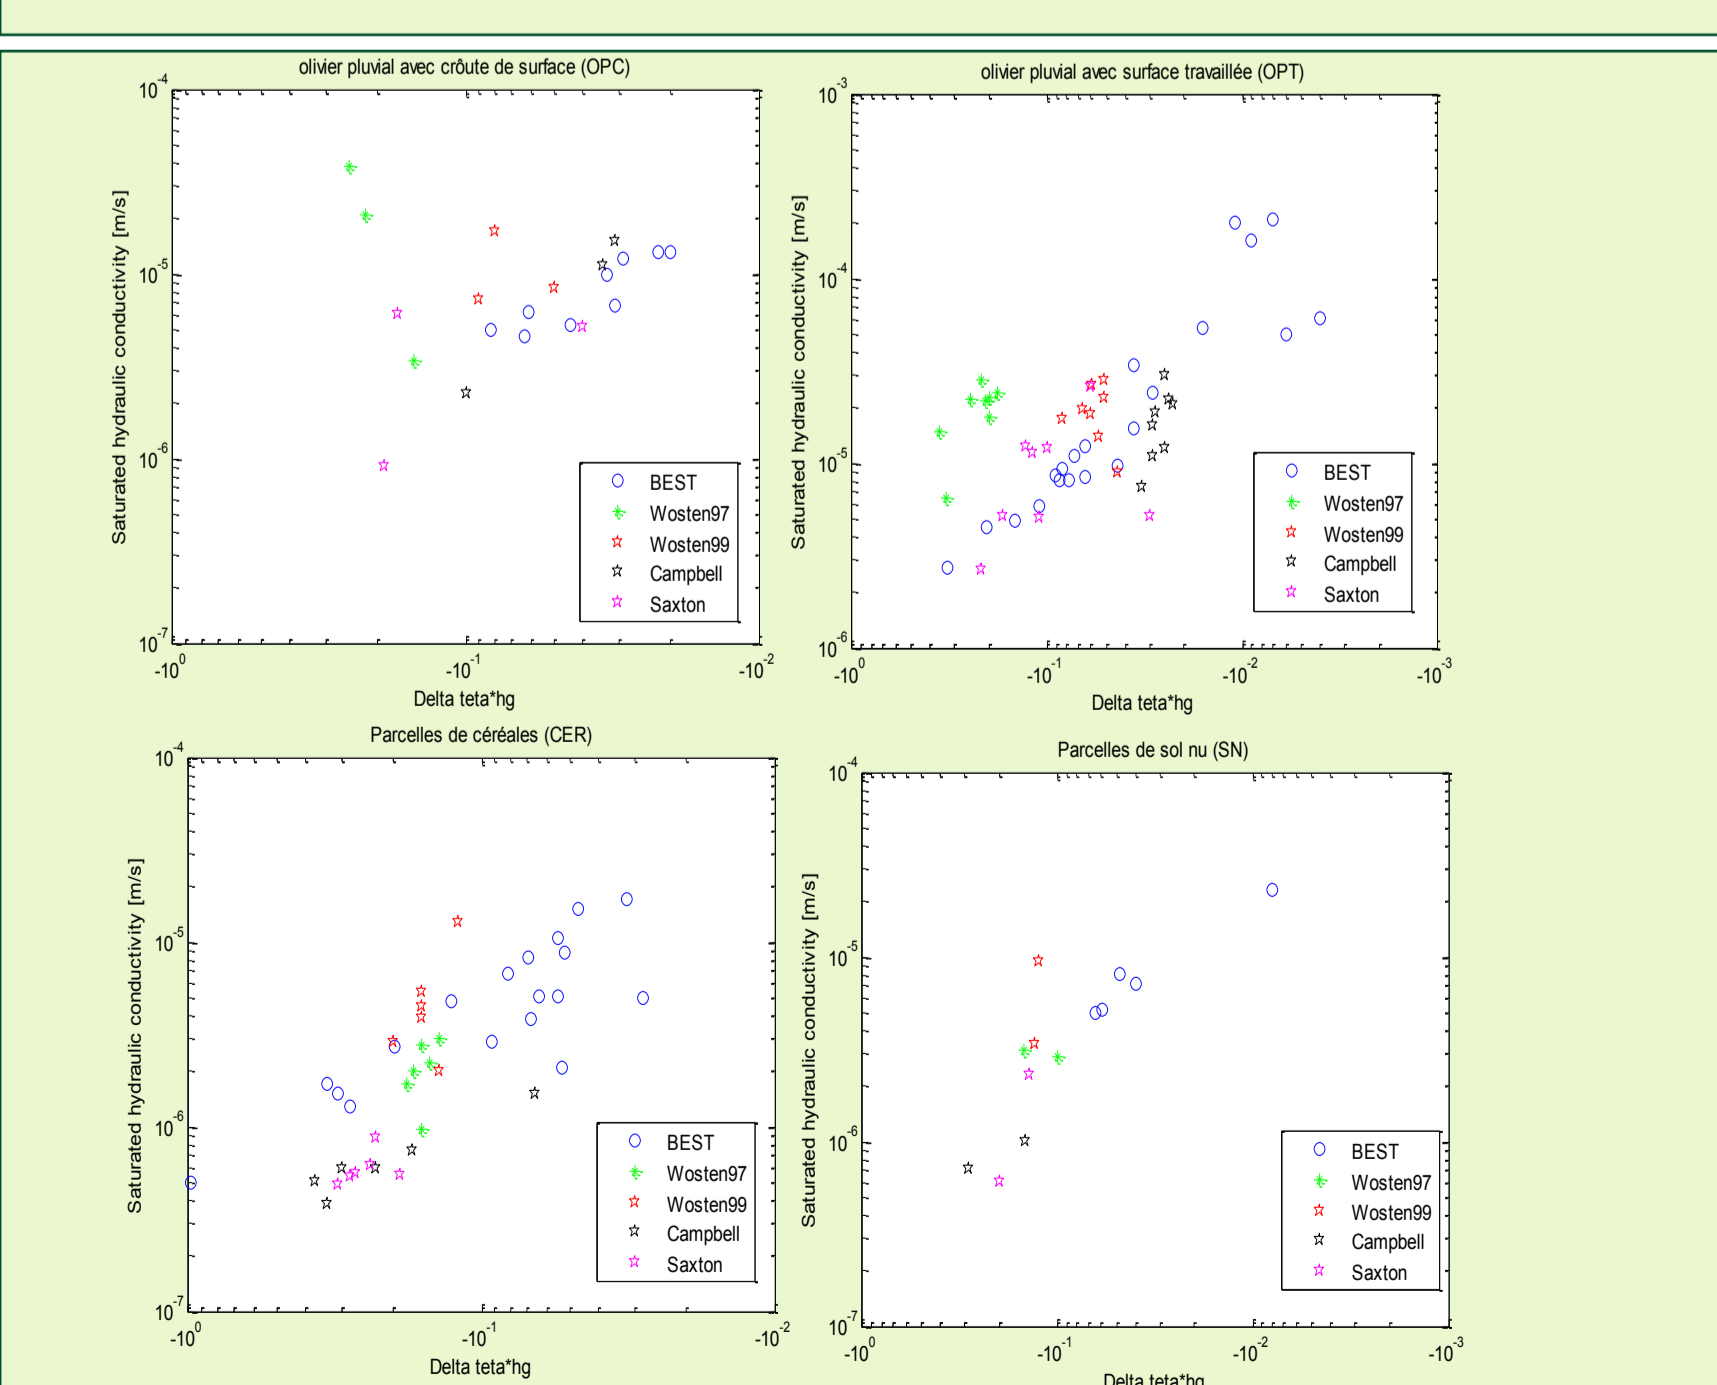 olivier pluvial avec crôute de surface (OPC)
Saturated hydraulic conductivity [m/s]
10^-4
10^-5
10^-6
10^-7
BEST
Wosten97
Wosten99
Campbell
Saxton
-10^0
-10^-1
-10^-2
Delta teta*hg
olivier pluvial avec surface travaillée (OPT)
Saturated hydraulic conductivity [m/s]
10^-3
10^-4
10^-5
10^-6
BEST
Wosten97
Wosten99
Campbell
Saxton
-10^0
-10^-1
-10^-2
-10^-3
Delta teta*hg
Parcelles de céréales (CER)
Saturated hydraulic conductivity [m/s]
10^-4
10^-5
10^-6
10^-7
BEST
Wosten97
Wosten99
Campbell
Saxton
-10^0
-10^-1
-10^-2
Delta teta*hg
Parcelles de sol nu (SN)
Saturated hydraulic conductivity [m/s]
10^-4
10^-5
10^-6
10^-7
BEST
Wosten97
Wosten99
Campbell
Saxton
-10^0
-10^-1
-10^-2
-10^-3
Delta teta*hg